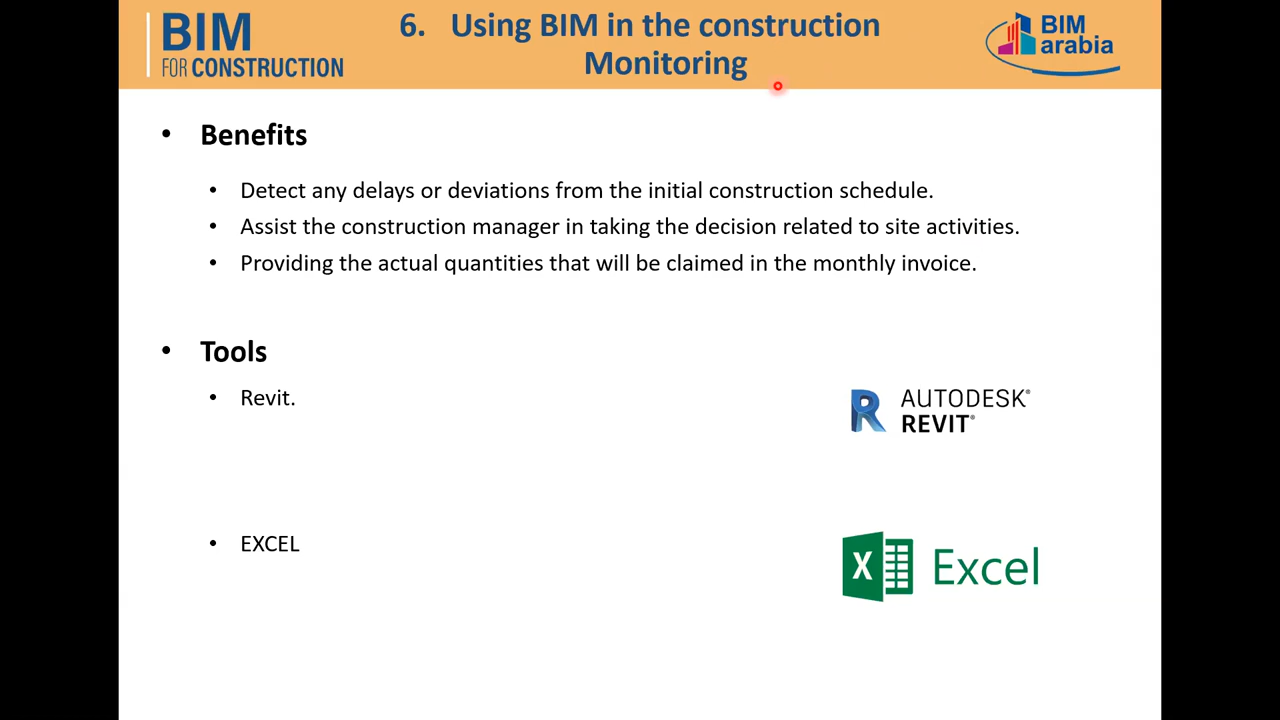 BIM
FOR CONSTRUCTION
6. Using BIM in the construction
Monitoring
BIM
arabia
• Benefits
• Detect any delays or deviations from the initial construction schedule.
• Assist the construction manager in taking the decision related to site activities.
• Providing the actual quantities that will be claimed in the monthly invoice.
• Tools
• Revit.
R AUTODESK®
REVIT®
• EXCEL
X Excel